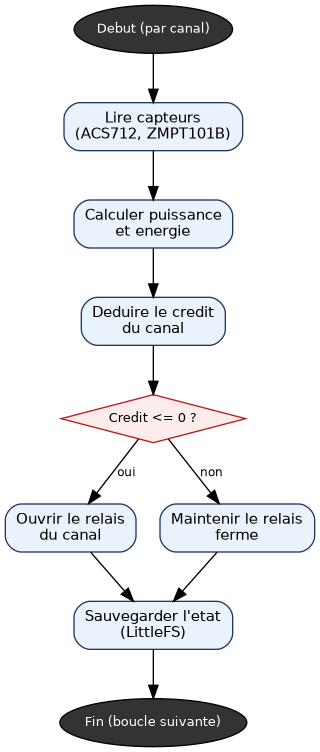 Debut (par canal)
Lire capteurs
(ACS712, ZMPT101B)
Calculer puissance
et energie
Deduire le credit
du canal
Credit <= 0 ?
oui
non
Ouvrir le relais
du canal
Maintenir le relais
ferme
Sauvegarder l'etat
(LittleFS)
Fin (boucle suivante)